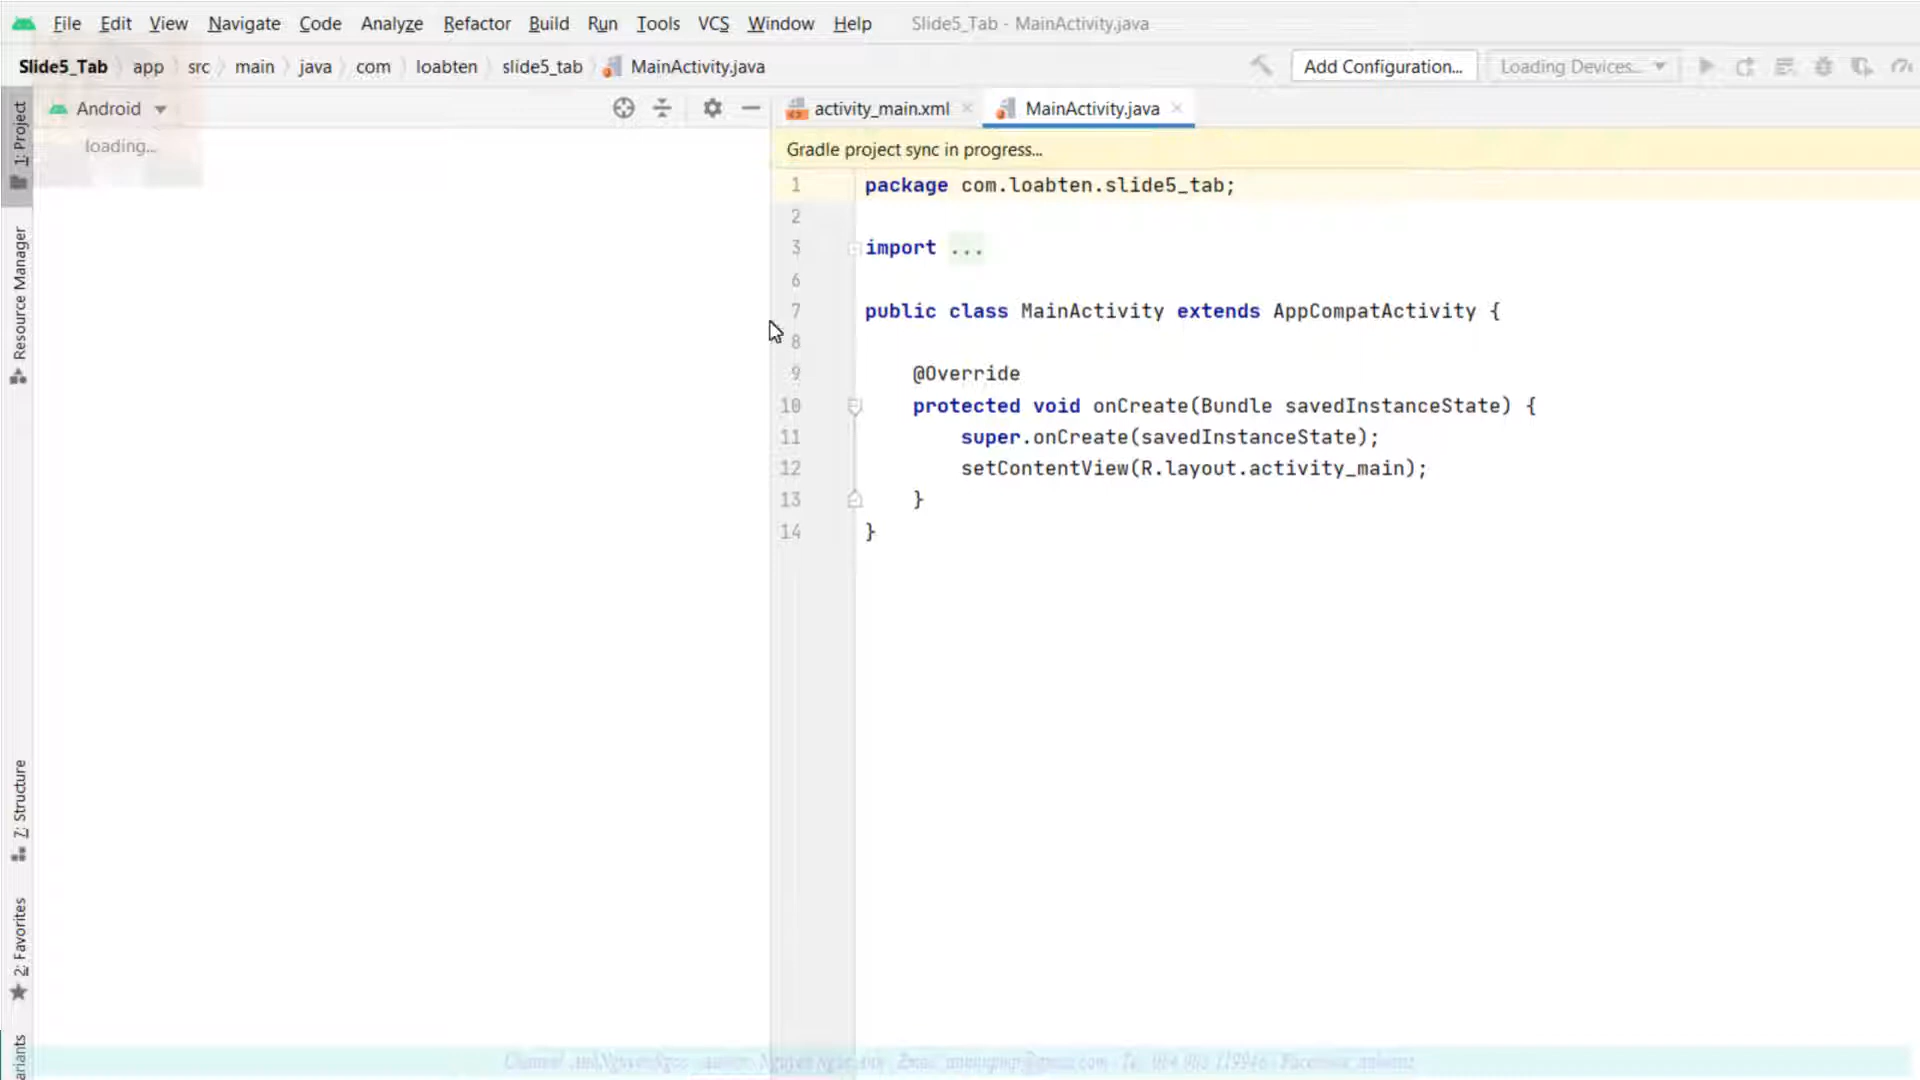 File Edit View Navigate Code Analyze Refactor Build Run Tools VCS Window Help Slide5_Tab - MainActivity.java
Slide5_Tab app src main java com loabten slide5_tab MainActivity.java Add Configuration... Loading Devices...
Android
activity_main.xml MainActivity.java
loading...
Gradle project sync in progress...
1 package com.loabten.slide5_tab;
2
3 import ...
6
7 public class MainActivity extends AppCompatActivity {
8
9 @Override
10 protected void onCreate(Bundle savedInstanceState) {
11 super.onCreate(savedInstanceState);
12 setContentView(R.layout.activity_main);
13 }
14 }
1: Project
Resource Manager
7: Structure
2: Favorites